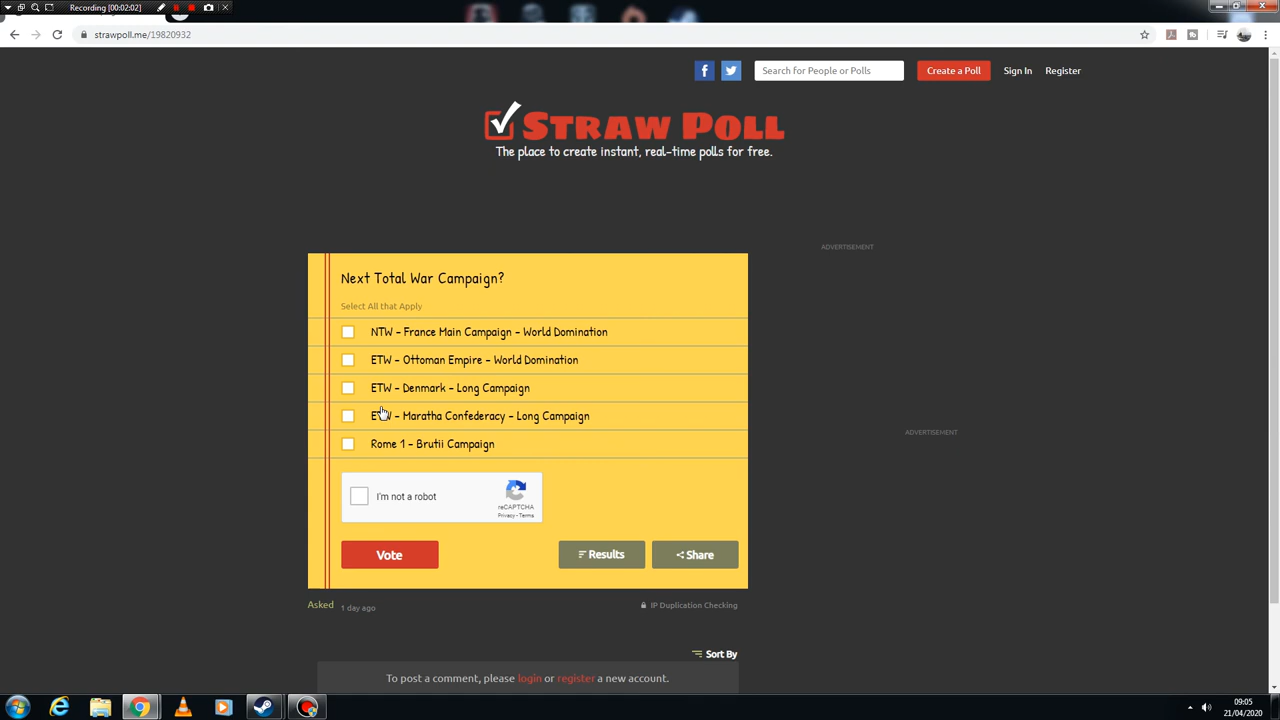 Recording [00:02:02]
strawpoll.me/19820932
Search for People or Polls
Create a Poll
Sign In
Register
STRAW POLL
The place to create instant, real-time polls for free.
ADVERTISEMENT
Next Total War Campaign?
Select All that Apply
NTW - France Main Campaign - World Domination
ETW - Ottoman Empire - World Domination
ETW - Denmark - Long Campaign
ADVERTISEMENT
ETW - Maratha Confederacy - Long Campaign
Rome 1 - Brutii Campaign
I'm not a robot
reCAPTCHA
Privacy - Terms
Vote
Results
Share
Asked 1 day ago
IP Duplication Checking
Sort By
To post a comment, please login or register a new account.
09:05
21/04/2020